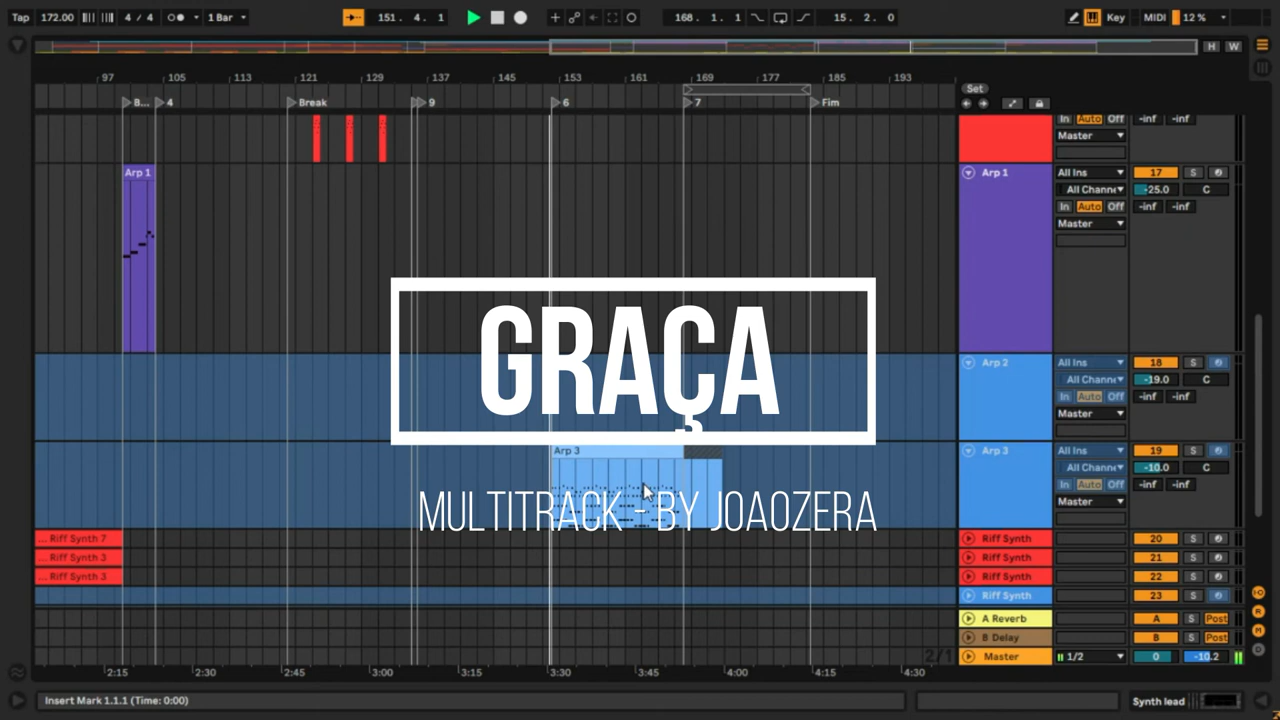 Tap 172.00 4 / 4 1 Bar 151. 4. 1 168. 1. 1 15. 2. 0 Key MIDI 12 %
H W
97 105 113 121 129 137 145 153 161 169 177 185 193
Set
B... 4 Break 9 6 7 Fim
In Auto Off -inf -inf
Master
Arp 1 Arp 1 All Ins 17 S
All Channe -25.0 C
In Auto Off -inf -inf
Master
GRAÇA
Arp 2 All Ins 18 S
All Channe -19.0 C
In Auto Off -inf -inf
Master
Arp 3 Arp 3 All Ins 19 S
All Channe -10.0 C
In Auto Off -inf -inf
Master
MULTITRACK - BY JOAOZERA
... Riff Synth 7 Riff Synth 20 S
... Riff Synth 3 Riff Synth 21 S
... Riff Synth 3 Riff Synth 22 S
Riff Synth 23 S
A Reverb A S Post
B Delay B S Post
2/1 Master 1/2 0 -10.2
2:15 2:30 2:45 3:00 3:15 3:30 3:45 4:00 4:15 4:30
Insert Mark 1.1.1 (Time: 0:00) Synth lead